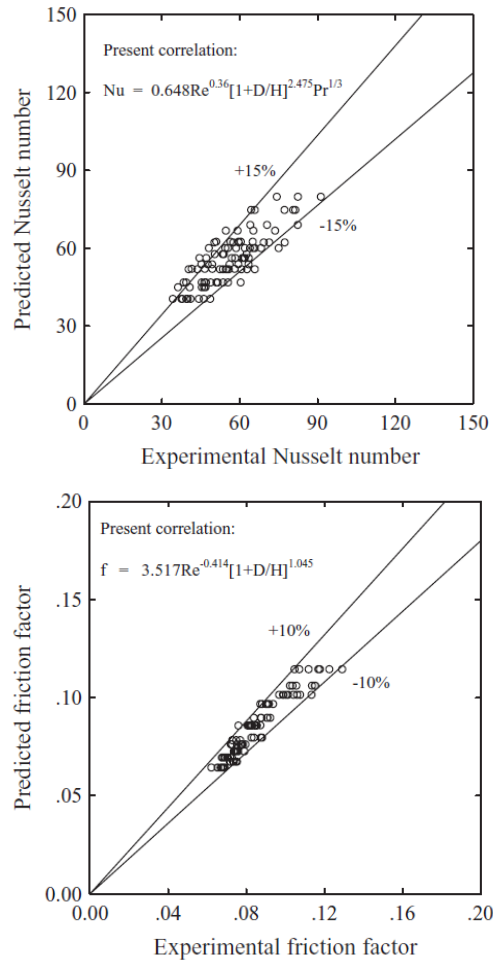 150
Present correlation:
Nu = 0.648Re^0.36[1+D/H]^2.475Pr^1/3
120
+15%
90
-15%
60
30
0
0 30 60 90 120 150
Predicted Nusselt number
Experimental Nusselt number
.20
Present correlation:
f = 3.517Re^-0.414[1+D/H]^1.045
.15
+10%
-10%
.10
.05
0.00
0.00 .04 .08 .12 .16 .20
Predicted friction factor
Experimental friction factor